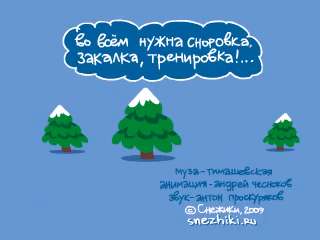 во всём нужна сноровка,
закалка, тренировка!...
муза-тимашевская
анимация-андрей чесноков
звук-антон проскуряков
© Снежики, 2009
snezhiki.ru